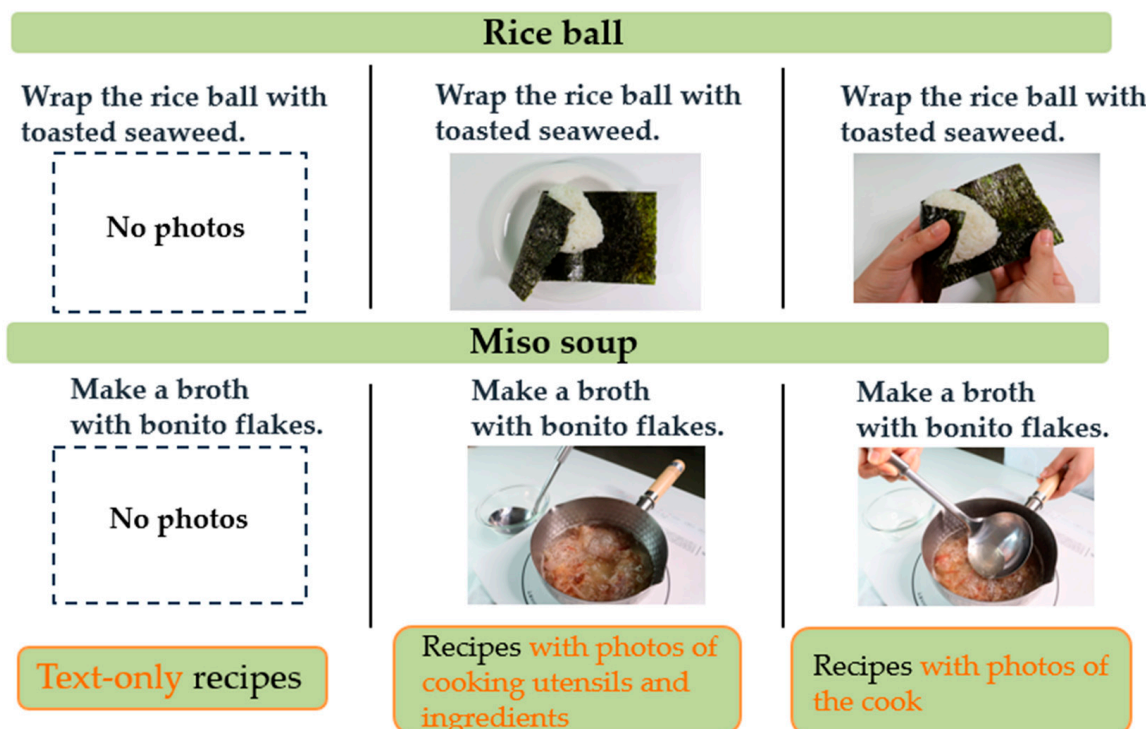 Rice ball
Wrap the rice ball with
toasted seaweed.
No photos
Wrap the rice ball with
toasted seaweed.
Wrap the rice ball with
toasted seaweed.
Miso soup
Make a broth
with bonito flakes.
No photos
Make a broth
with bonito flakes.
Make a broth
with bonito flakes.
Text-only recipes
Recipes with photos of
cooking utensils and
ingredients
Recipes with photos of
the cook